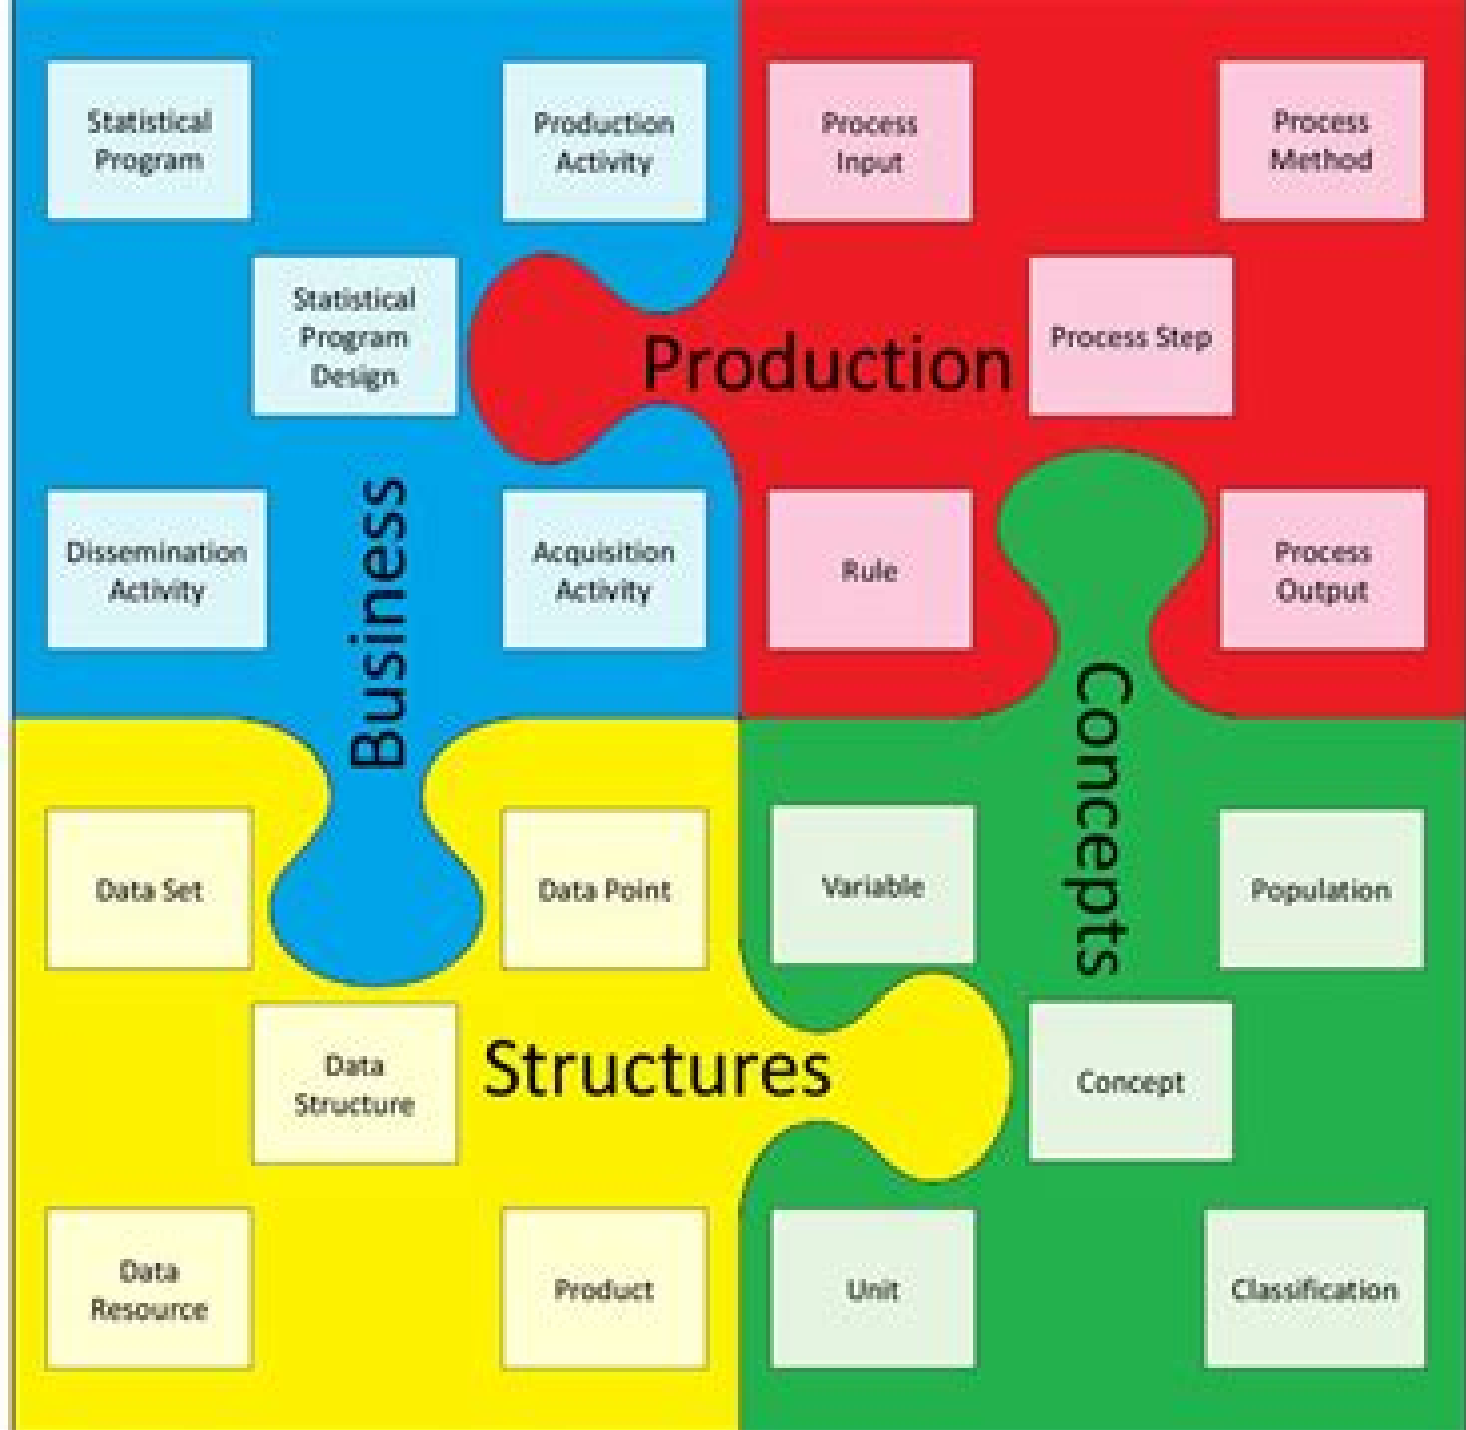 Statistical
Program
Production
Activity
Statistical
Program
Design
Dissemination
Activity
Acquisition
Activity
Business
Process
Input
Process
Method
Production
Process Step
Rule
Process
Output
Data Set
Data Point
Data
Structure
Structures
Data
Resource
Product
Concepts
Variable
Population
Concept
Unit
Classification